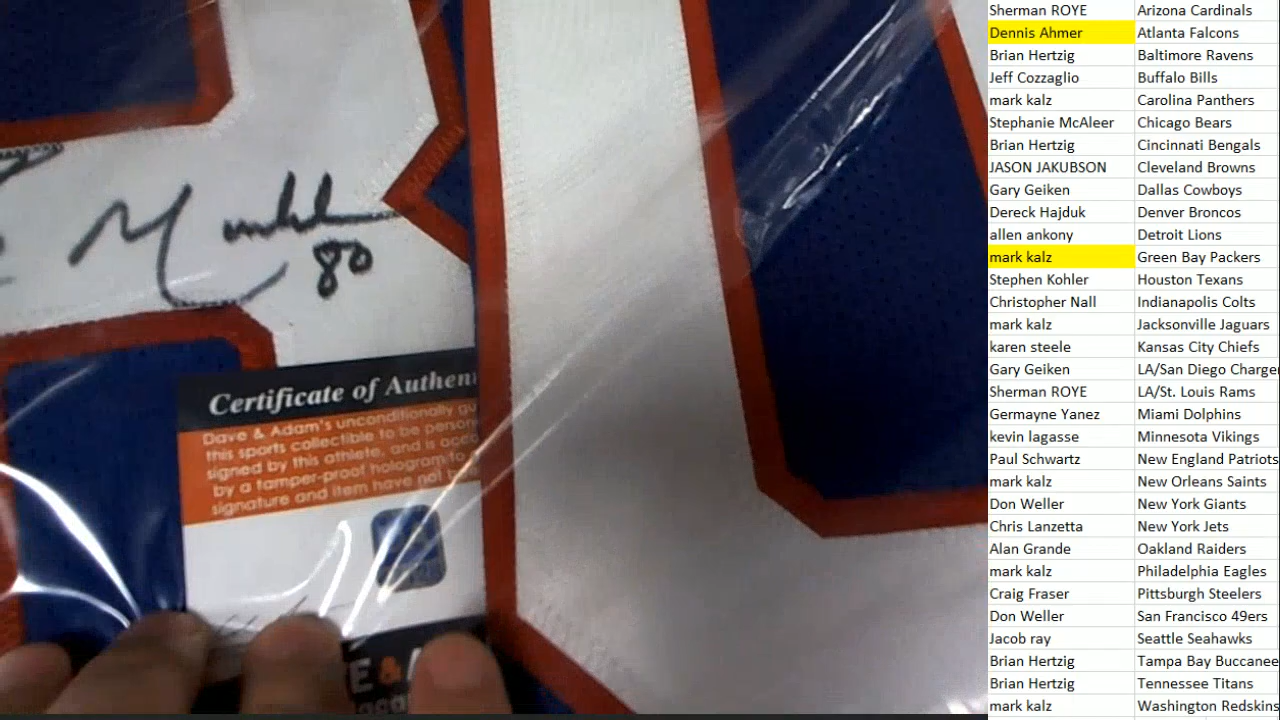 80
Certificate of Authen
Dave & Adam's unconditionally gu
this sports collectible to be person
signed by this athlete, and is acco
by a tamper-proof hologram to
signature and item have not b
E & A
Sherman ROYE Arizona Cardinals
Dennis Ahmer Atlanta Falcons
Brian Hertzig Baltimore Ravens
Jeff Cozzaglio Buffalo Bills
mark kalz Carolina Panthers
Stephanie McAleer Chicago Bears
Brian Hertzig Cincinnati Bengals
JASON JAKUBSON Cleveland Browns
Gary Geiken Dallas Cowboys
Dereck Hajduk Denver Broncos
allen ankony Detroit Lions
mark kalz Green Bay Packers
Stephen Kohler Houston Texans
Christopher Nall Indianapolis Colts
mark kalz Jacksonville Jaguars
karen steele Kansas City Chiefs
Gary Geiken LA/San Diego Charge
Sherman ROYE LA/St. Louis Rams
Germayne Yanez Miami Dolphins
kevin lagasse Minnesota Vikings
Paul Schwartz New England Patriots
mark kalz New Orleans Saints
Don Weller New York Giants
Chris Lanzetta New York Jets
Alan Grande Oakland Raiders
mark kalz Philadelphia Eagles
Craig Fraser Pittsburgh Steelers
Don Weller San Francisco 49ers
Jacob ray Seattle Seahawks
Brian Hertzig Tampa Bay Buccanee
Brian Hertzig Tennessee Titans
mark kalz Washington Redskins